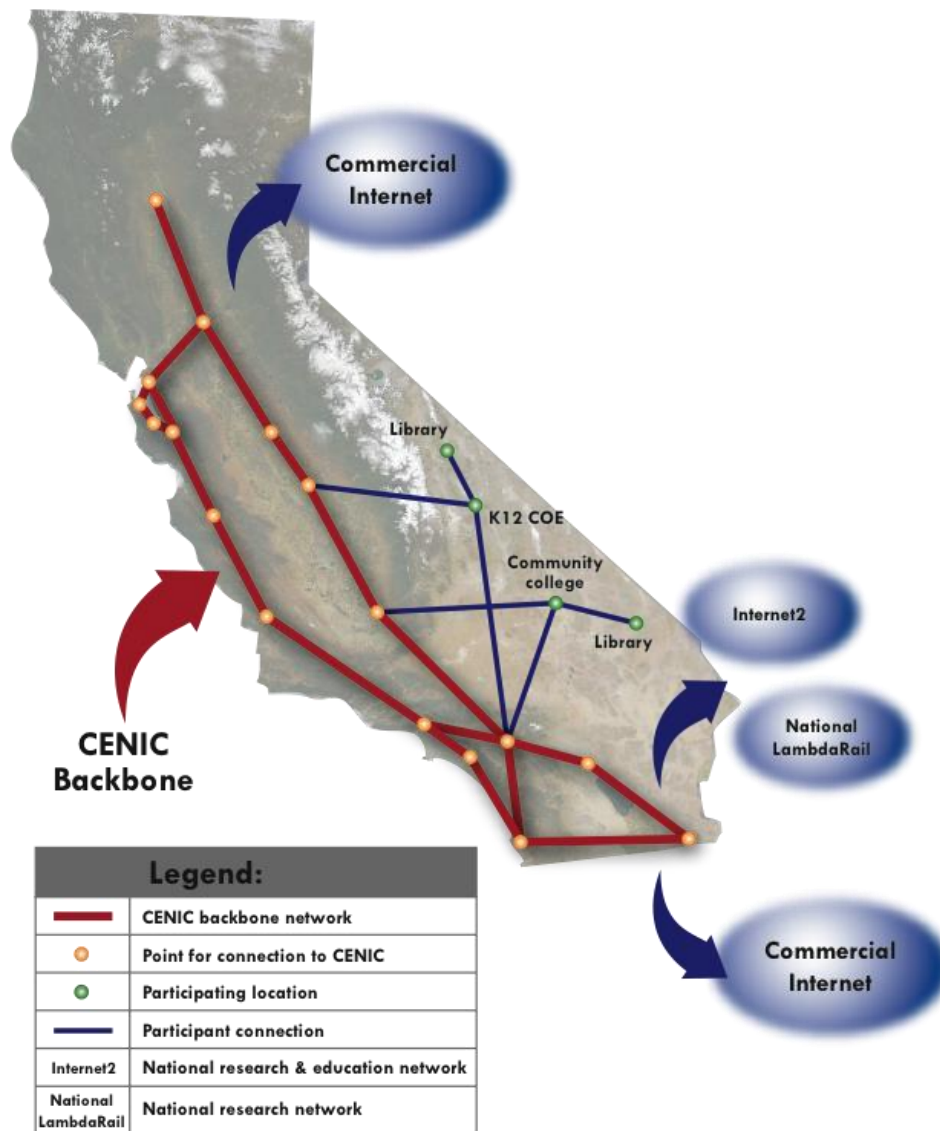 Commercial
Internet
Library
K12 COE
Community
college
Library
Internet2
National
LambdaRail
CENIC
Backbone
Commercial
Internet
Legend:
CENIC backbone network
Point for connection to CENIC
Participating location
Participant connection
Internet2 National research & education network
National
LambdaRail National research network